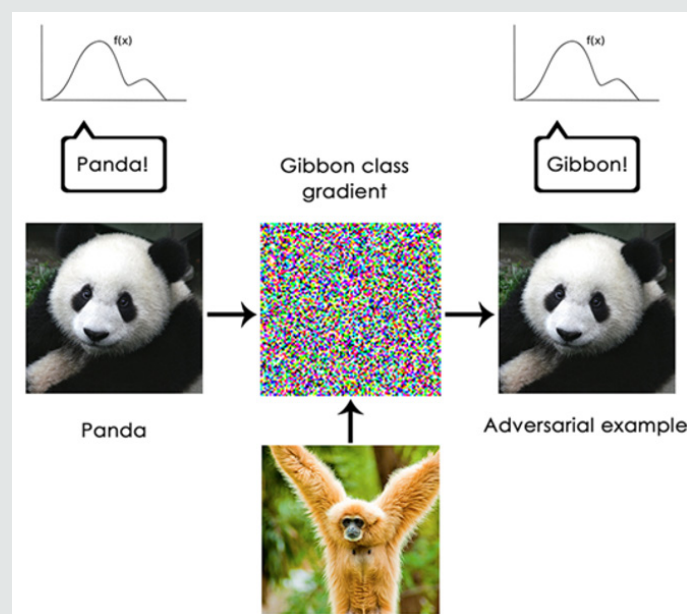 f(x)
f(x)
Panda!
Gibbon class
gradient
Gibbon!
Panda
Adversarial example